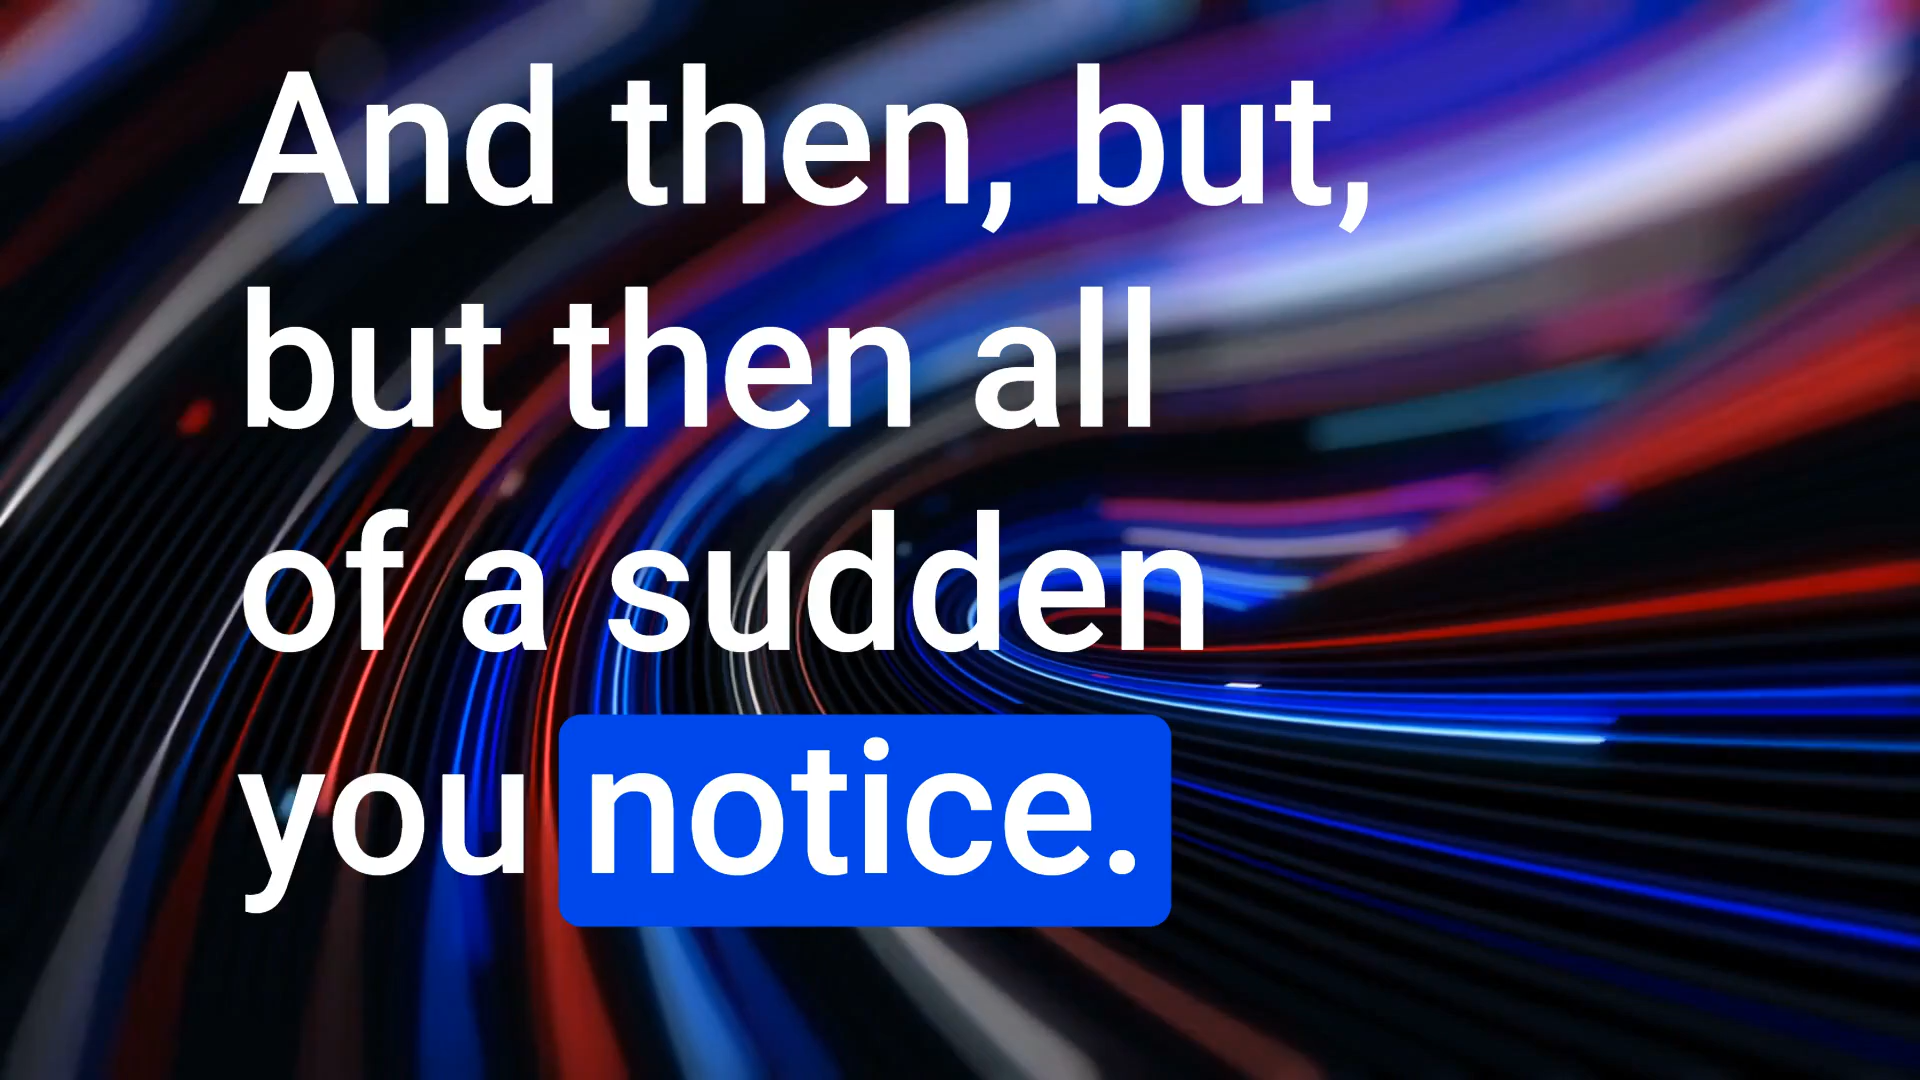 And then, but,
but then all
of a sudden
you notice.